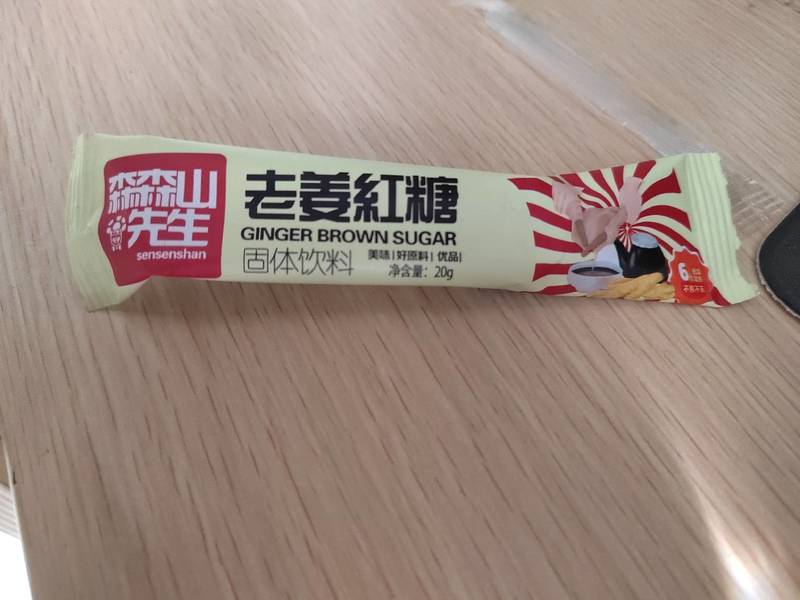 森森山
先生
sensenshan
老姜紅糖
GINGER BROWN SUGAR
固体饮料
美味|好原料|优品|
净含量：20g
6